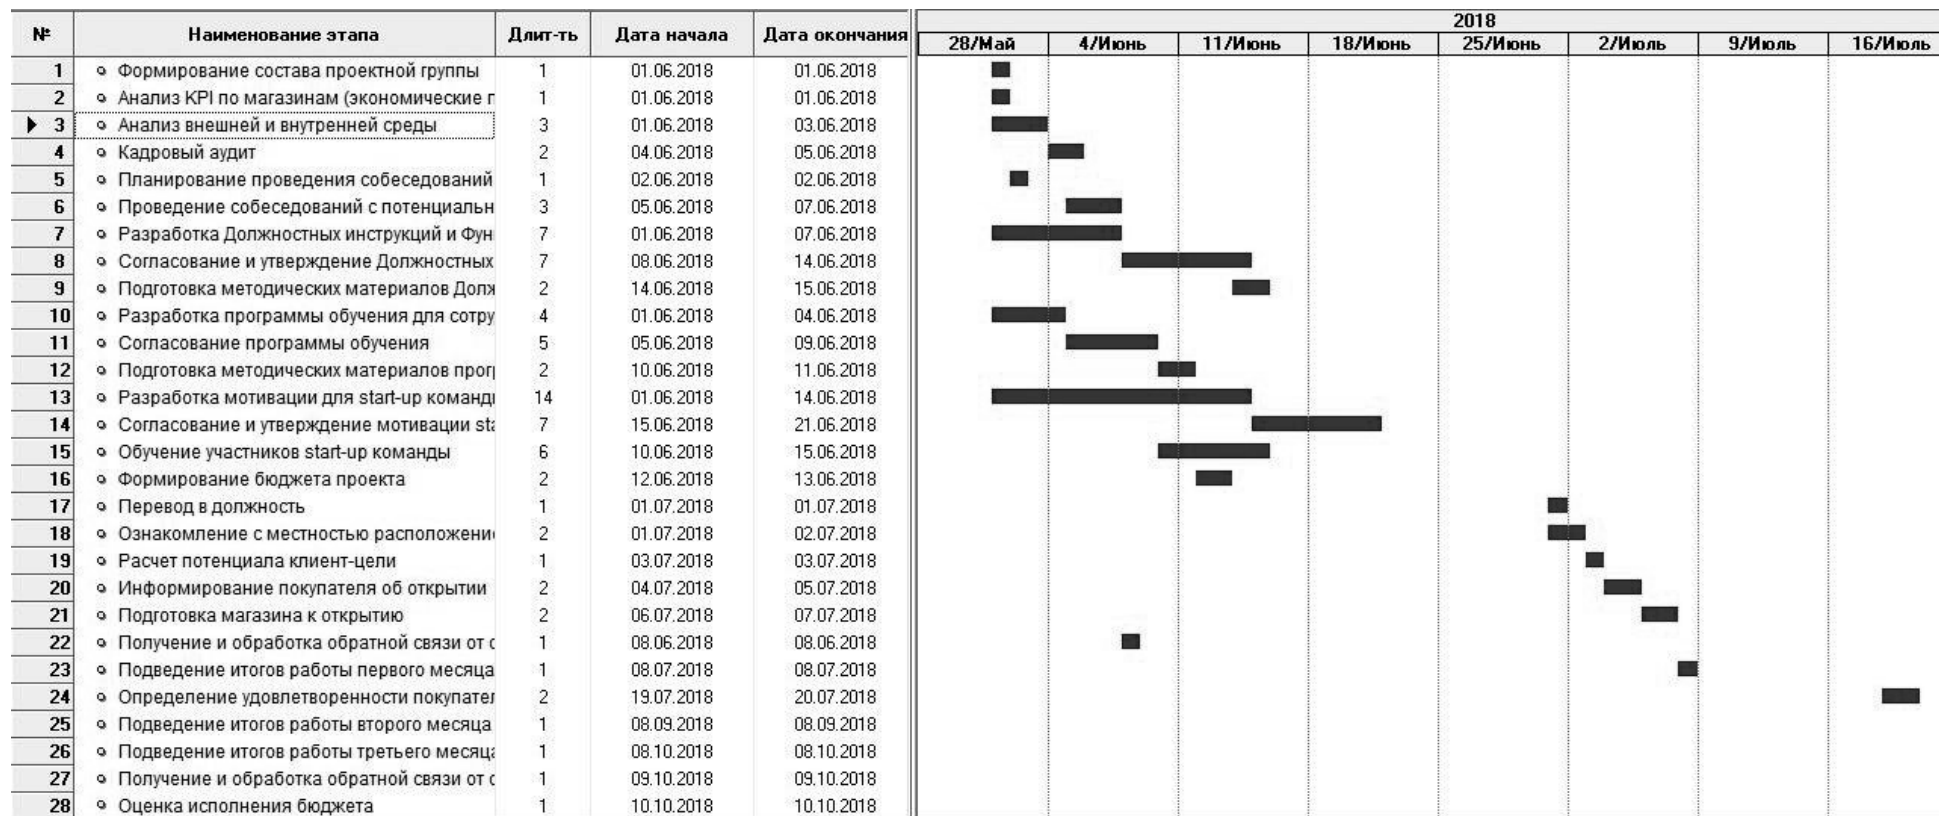 № Наименование этапа Длит-ть Дата начала Дата окончания 2018
28/Май 4/Июнь 11/Июнь 18/Июнь 25/Июнь 2/Июль 9/Июль 16/Июль
1 Формирование состава проектной группы 1 01.06.2018 01.06.2018
2 Анализ KPI по магазинам (экономические п 1 01.06.2018 01.06.2018
3 Анализ внешней и внутренней среды 3 01.06.2018 03.06.2018
4 Кадровый аудит 2 04.06.2018 05.06.2018
5 Планирование проведения собеседований 1 02.06.2018 02.06.2018
6 Проведение собеседований с потенциальн 3 05.06.2018 07.06.2018
7 Разработка Должностных инструкций и Фун 7 01.06.2018 07.06.2018
8 Согласование и утверждение Должностных 7 08.06.2018 14.06.2018
9 Подготовка методических материалов Долж 2 14.06.2018 15.06.2018
10 Разработка программы обучения для сотру 4 01.06.2018 04.06.2018
11 Согласование программы обучения 5 05.06.2018 09.06.2018
12 Подготовка методических материалов прог 2 10.06.2018 11.06.2018
13 Разработка мотивации для start-up команды 14 01.06.2018 14.06.2018
14 Согласование и утверждение мотивации sta 7 15.06.2018 21.06.2018
15 Обучение участников start-up команды 6 10.06.2018 15.06.2018
16 Формирование бюджета проекта 2 12.06.2018 13.06.2018
17 Перевод в должность 1 01.07.2018 01.07.2018
18 Ознакомление с местностью расположени 2 01.07.2018 02.07.2018
19 Расчет потенциала клиент-цели 1 03.07.2018 03.07.2018
20 Информирование покупателя об открытии 2 04.07.2018 05.07.2018
21 Подготовка магазина к открытию 2 06.07.2018 07.07.2018
22 Получение и обработка обратной связи от с 1 08.06.2018 08.06.2018
23 Подведение итогов работы первого месяца 1 08.07.2018 08.07.2018
24 Определение удовлетворенности покупател 2 19.07.2018 20.07.2018
25 Подведение итогов работы второго месяца 1 08.09.2018 08.09.2018
26 Подведение итогов работы третьего месяца 1 08.10.2018 08.10.2018
27 Получение и обработка обратной связи от с 1 09.10.2018 09.10.2018
28 Оценка исполнения бюджета 1 10.10.2018 10.10.2018